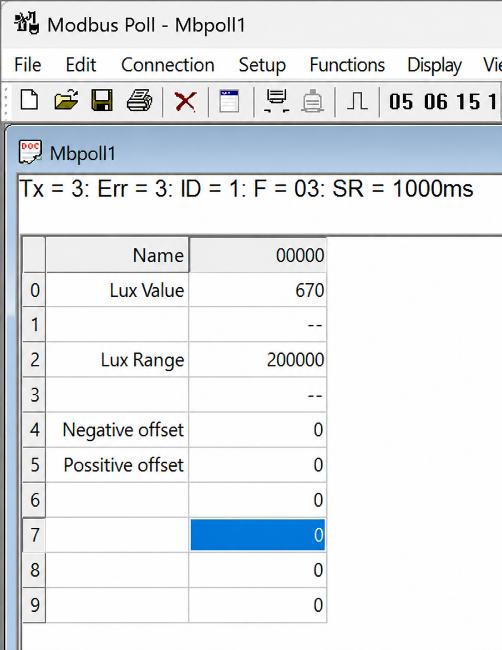 Modbus Poll - Mbpoll1
File Edit Connection Setup Functions Display
05 06 15
DOC Mbpoll1
Tx = 3: Err = 3: ID = 1: F = 03: SR = 1000ms
Name 00000
0 Lux Value 670
1 --
2 Lux Range 200000
3 --
4 Negative offset 0
5 Possitive offset 0
6 0
7 0
8 0
9 0